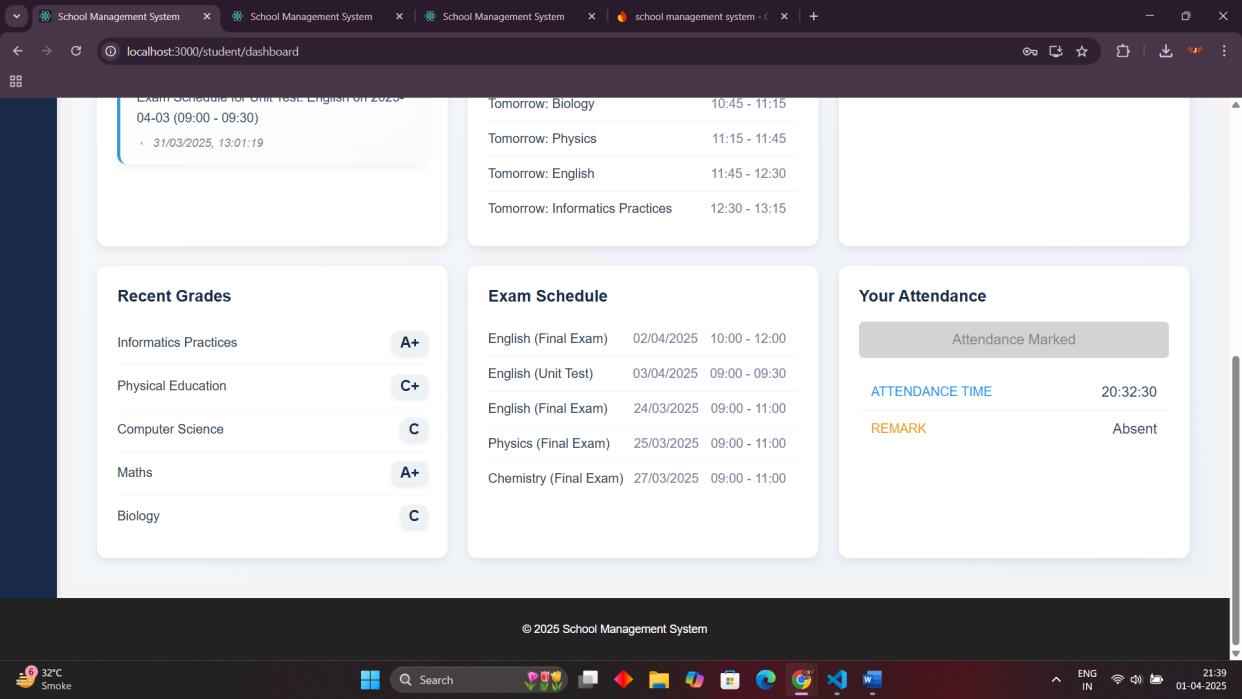 School Management System
School Management System
School Management System
school management system - C
localhost:3000/student/dashboard
Exam Schedule for Unit Test: English on 2025-
04-03 (09:00 - 09:30)
31/03/2025, 13:01:19
Tomorrow: Biology 10:45 - 11:15
Tomorrow: Physics 11:15 - 11:45
Tomorrow: English 11:45 - 12:30
Tomorrow: Informatics Practices 12:30 - 13:15
Recent Grades
Informatics Practices A+
Physical Education C+
Computer Science C
Maths A+
Biology C
Exam Schedule
English (Final Exam) 02/04/2025 10:00 - 12:00
English (Unit Test) 03/04/2025 09:00 - 09:30
English (Final Exam) 24/03/2025 09:00 - 11:00
Physics (Final Exam) 25/03/2025 09:00 - 11:00
Chemistry (Final Exam) 27/03/2025 09:00 - 11:00
Your Attendance
Attendance Marked
ATTENDANCE TIME 20:32:30
REMARK Absent
© 2025 School Management System
6
32°C
Smoke
Search
ENG
IN
21:39
01-04-2025